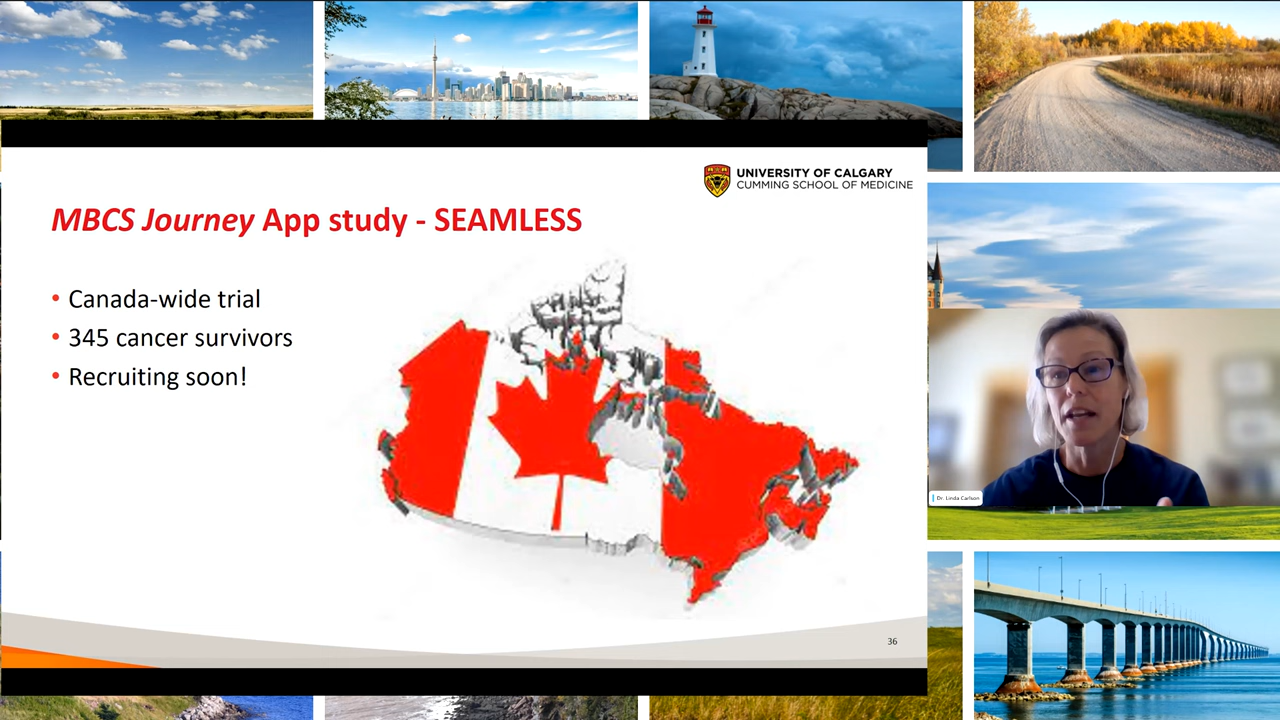 UNIVERSITY OF CALGARY
CUMMING SCHOOL OF MEDICINE
MBCS Journey App study - SEAMLESS
• Canada-wide trial
• 345 cancer survivors
• Recruiting soon!
Dr. Linda Carlson
36